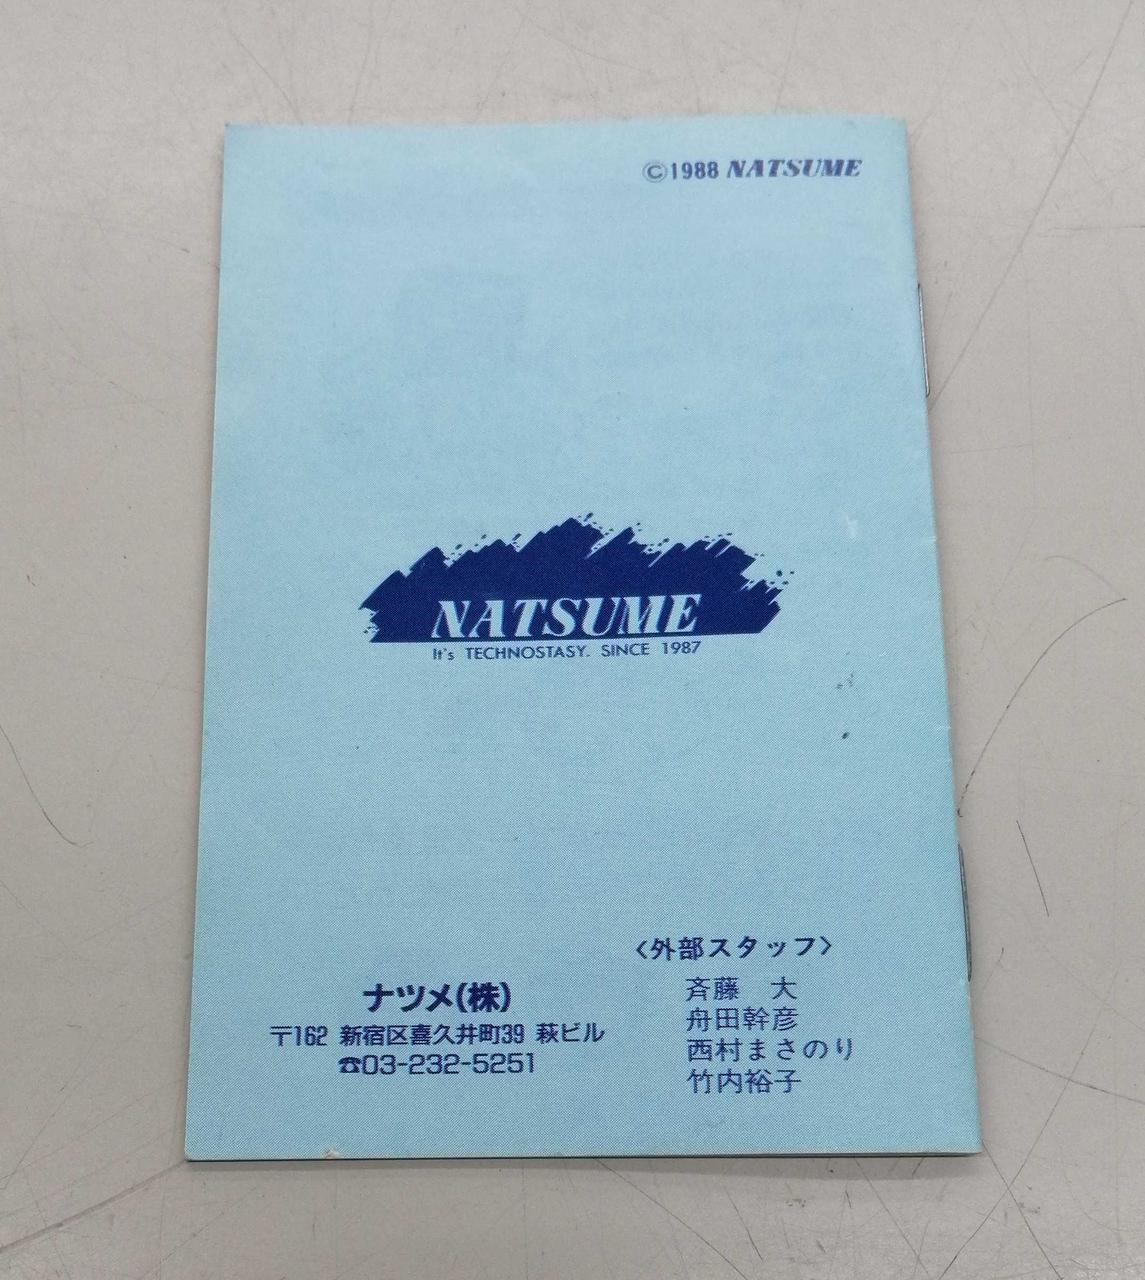 ©1988 NATSUME
NATSUME
It's TECHNOSTASY. SINCE 1987
〈外部スタッフ〉
斉藤　大
舟田幹彦
西村まさのり
竹内裕子
ナツメ(株)
〒162 新宿区喜久井町39 萩ビル
☎03-232-5251